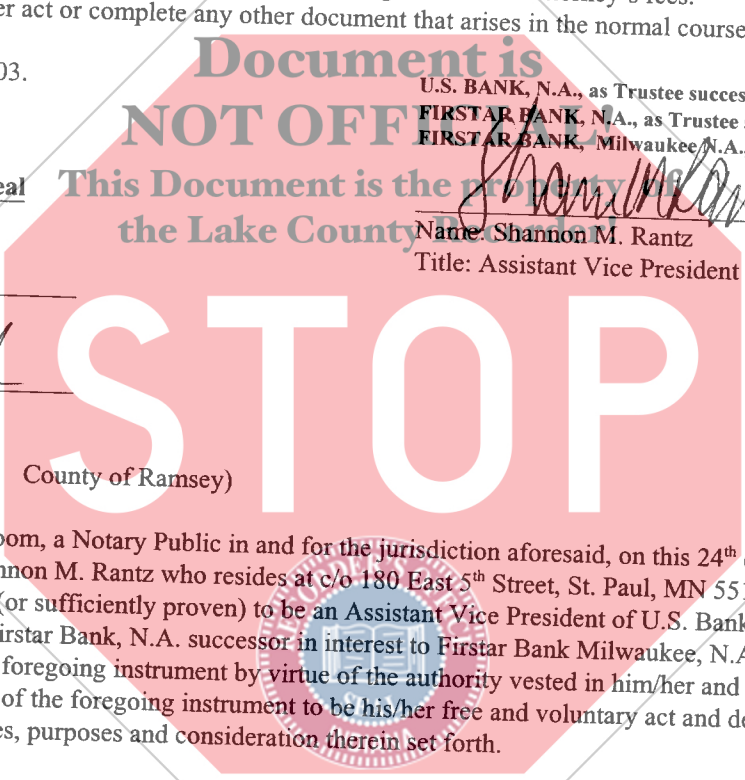 er act or complete any other document that arises in the normal course
03.
Document is
NOT OFFICIAL!
This Document is the property of
the Lake County Recorder!
U.S. BANK, N.A., as Trustee succes
FIRSTAR BANK, N.A., as Trustee
FIRSTAR BANK, Milwaukee N.A.
eal
Name: Shannon M. Rantz
Title: Assistant Vice President
STOP
County of Ramsey)
oom, a Notary Public in and for the jurisdiction aforesaid, on this 24th
nnon M. Rantz who resides at c/o 180 East 5th Street, St. Paul, MN 551
(or sufficiently proven) to be an Assistant Vice President of U.S. Bank
irstar Bank, N.A. successor in interest to Firstar Bank Milwaukee, N.A
foregoing instrument by virtue of the authority vested in him/her and
of the foregoing instrument to be his/her free and voluntary act and de
es, purposes and consideration therein set forth.